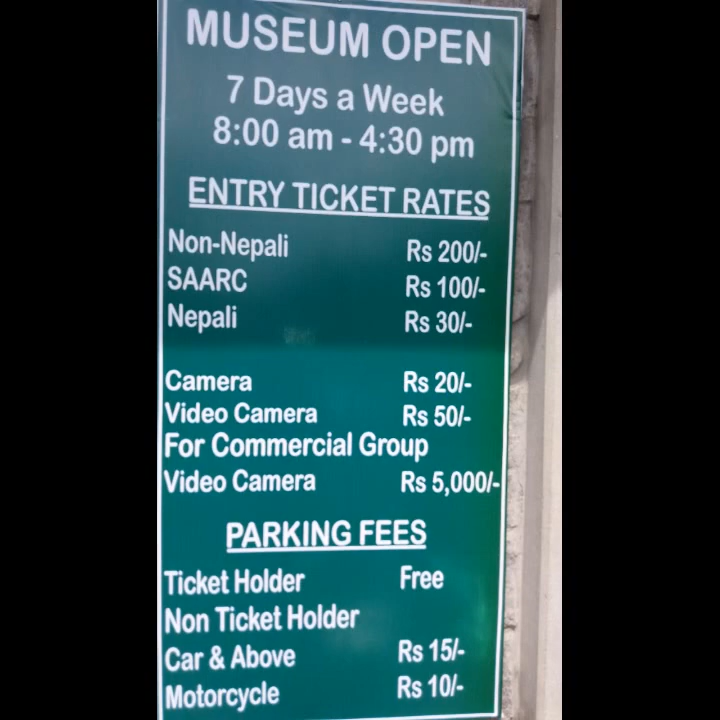 MUSEUM OPEN
7 Days a Week
8:00 am - 4:30 pm
ENTRY TICKET RATES
Non-Nepali Rs 200/-
SAARC Rs 100/-
Nepali Rs 30/-
Camera Rs 20/-
Video Camera Rs 50/-
For Commercial Group
Video Camera Rs 5,000/-
PARKING FEES
Ticket Holder Free
Non Ticket Holder
Car & Above Rs 15/-
Motorcycle Rs 10/-